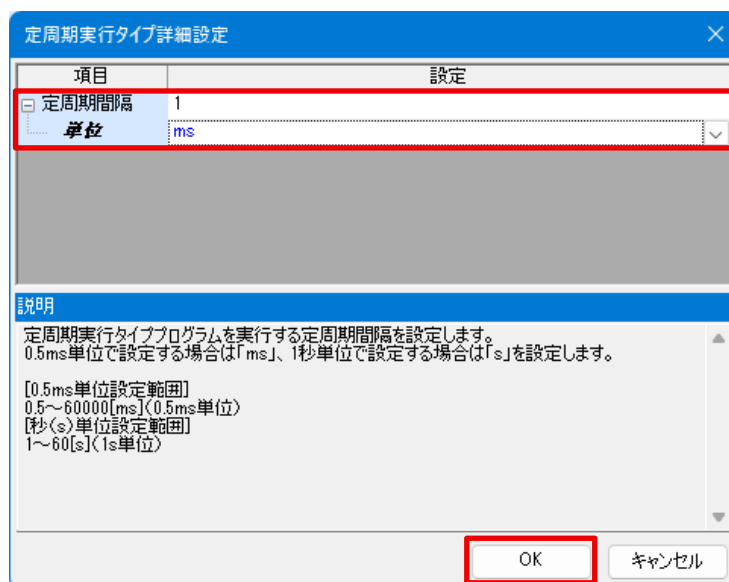 定周期実行タイプ詳細設定
項目 設定
定周期間隔 1
単位 ms
説明
定周期実行タイププログラムを実行する定周期間隔を設定します。
0.5ms単位で設定する場合は「ms」、1秒単位で設定する場合は「s」を設定します。
[0.5ms単位設定範囲]
0.5～60000[ms](0.5ms単位)
[秒(s)単位設定範囲]
1～60[s](1s単位)
OK キャンセル